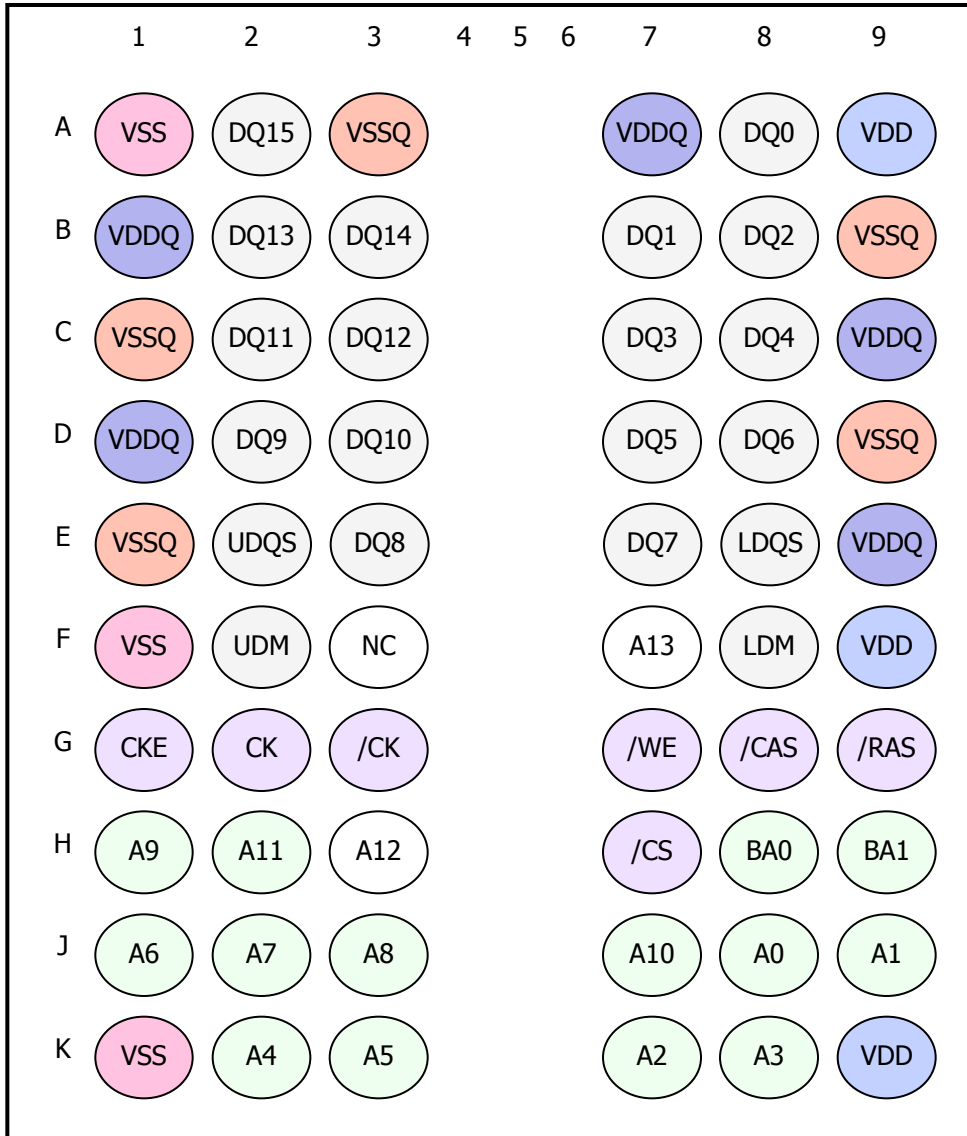 1 2 3 4 5 6 7 8 9
A VSS DQ15 VSSQ VDDQ DQ0 VDD
B VDDQ DQ13 DQ14 DQ1 DQ2 VSSQ
C VSSQ DQ11 DQ12 DQ3 DQ4 VDDQ
D VDDQ DQ9 DQ10 DQ5 DQ6 VSSQ
E VSSQ UDQS DQ8 DQ7 LDQS VDDQ
F VSS UDM NC A13 LDM VDD
G CKE CK /CK /WE /CAS /RAS
H A9 A11 A12 /CS BA0 BA1
J A6 A7 A8 A10 A0 A1
K VSS A4 A5 A2 A3 VDD